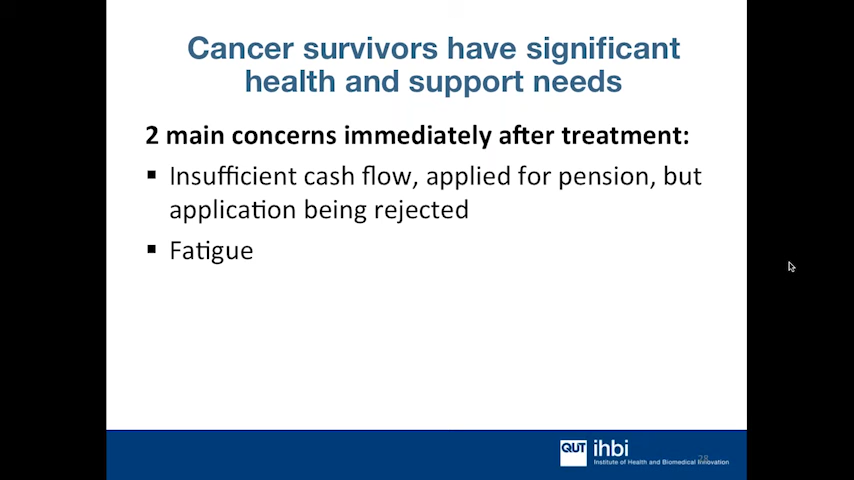 Cancer survivors have significant
health and support needs
2 main concerns immediately after treatment:
▪ Insufficient cash flow, applied for pension, but
application being rejected
▪ Fatigue
QUT
ihbi
Institute of Health and Biomedical Innovation
28